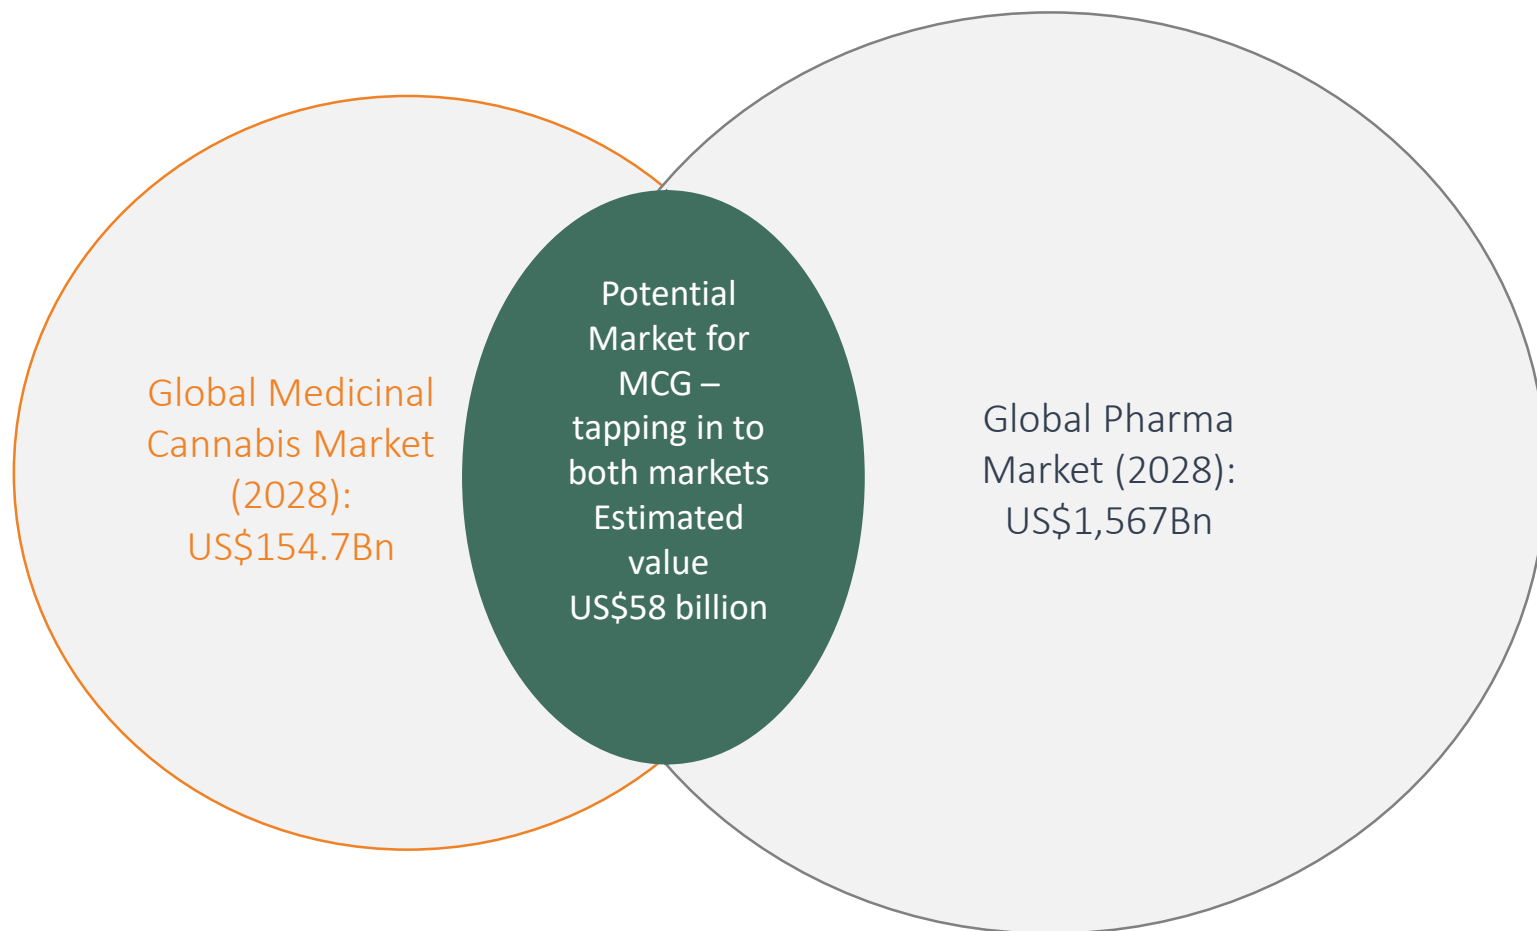 Global Medicinal
Cannabis Market
(2028):
US$154.7Bn
Potential
Market for
MCG –
tapping in to
both markets
Estimated
value
US$58 billion
Global Pharma
Market (2028):
US$1,567Bn